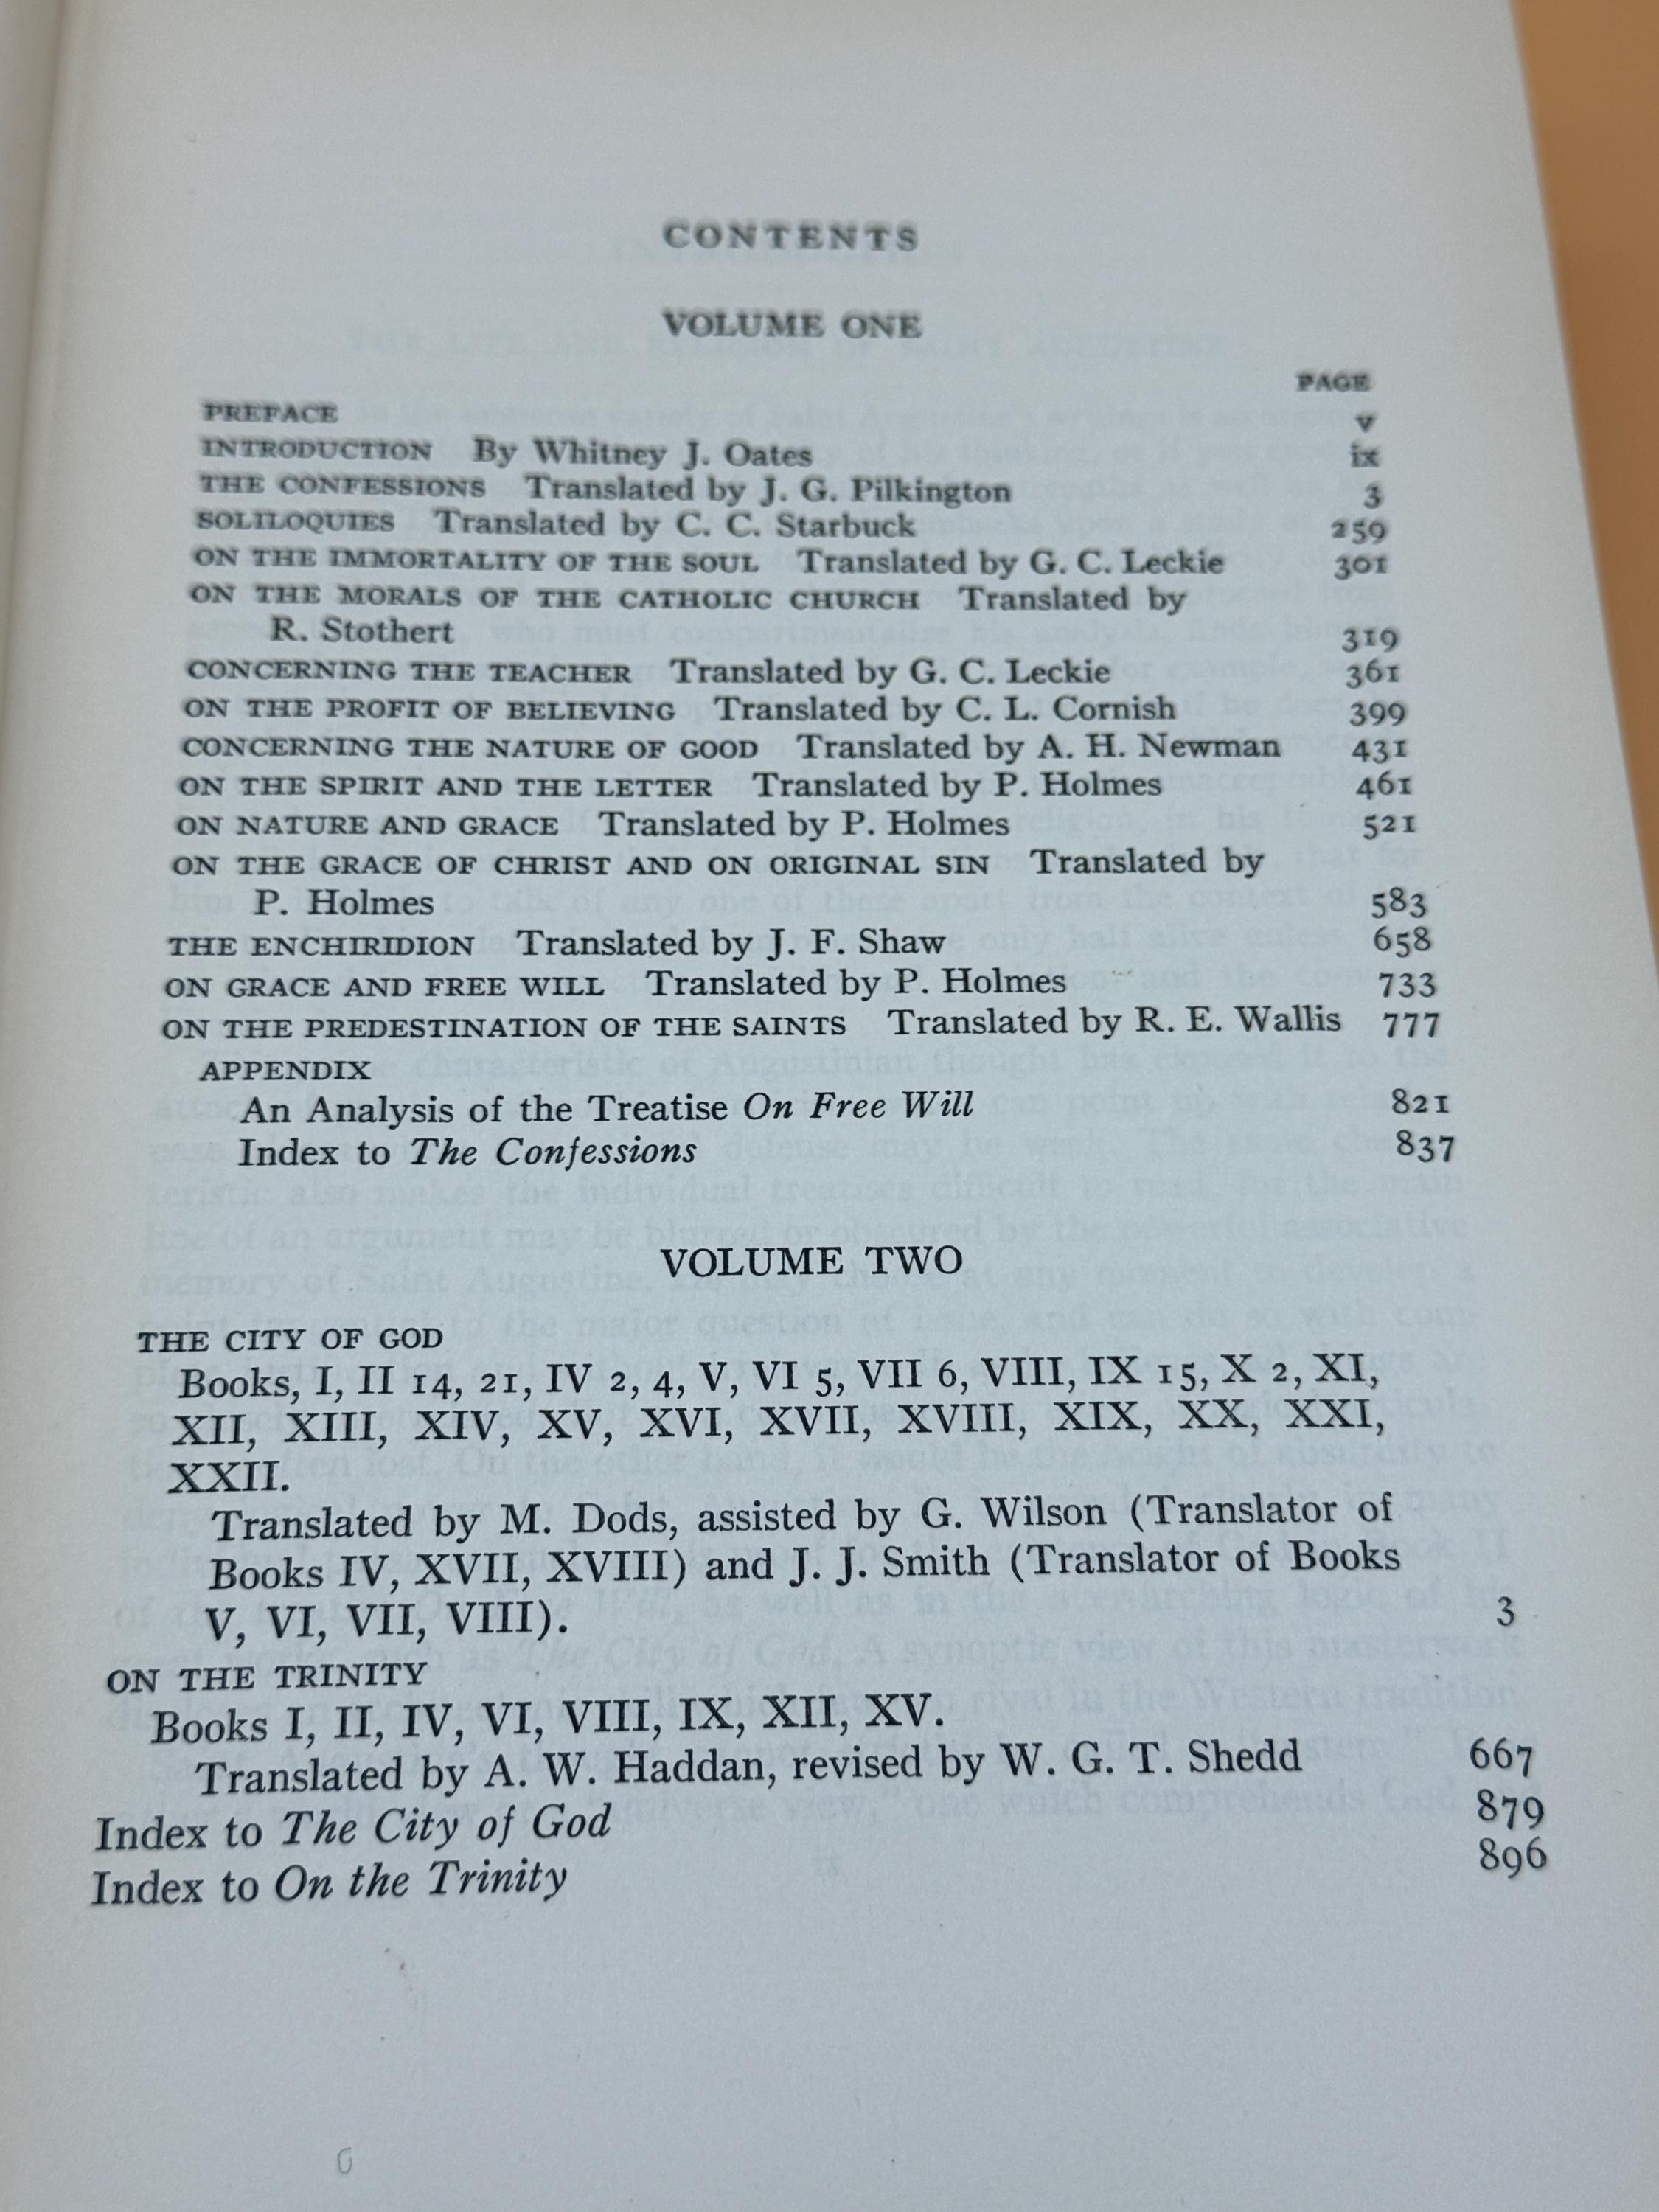 CONTENTS
VOLUME ONE
PAGE
PREFACE v
INTRODUCTION By Whitney J. Oates ix
THE CONFESSIONS Translated by J. G. Pilkington 3
SOLILOQUIES Translated by C. C. Starbuck 259
ON THE IMMORTALITY OF THE SOUL Translated by G. C. Leckie 301
ON THE MORALS OF THE CATHOLIC CHURCH Translated by
R. Stothert 319
CONCERNING THE TEACHER Translated by G. C. Leckie 361
ON THE PROFIT OF BELIEVING Translated by C. L. Cornish 399
CONCERNING THE NATURE OF GOOD Translated by A. H. Newman 431
ON THE SPIRIT AND THE LETTER Translated by P. Holmes 461
ON NATURE AND GRACE Translated by P. Holmes 521
ON THE GRACE OF CHRIST AND ON ORIGINAL SIN Translated by
P. Holmes 583
THE ENCHIRIDION Translated by J. F. Shaw 658
ON GRACE AND FREE WILL Translated by P. Holmes 733
ON THE PREDESTINATION OF THE SAINTS Translated by R. E. Wallis 777
APPENDIX
An Analysis of the Treatise On Free Will 821
Index to The Confessions 837
VOLUME TWO
THE CITY OF GOD
Books, I, II 14, 21, IV 2, 4, V, VI 5, VII 6, VIII, IX 15, X 2, XI,
XII, XIII, XIV, XV, XVI, XVII, XVIII, XIX, XX, XXI,
XXII.
Translated by M. Dods, assisted by G. Wilson (Translator of
Books IV, XVII, XVIII) and J. J. Smith (Translator of Books
V, VI, VII, VIII). 3
ON THE TRINITY
Books I, II, IV, VI, VIII, IX, XII, XV.
Translated by A. W. Haddan, revised by W. G. T. Shedd 667
Index to The City of God 879
Index to On the Trinity 896